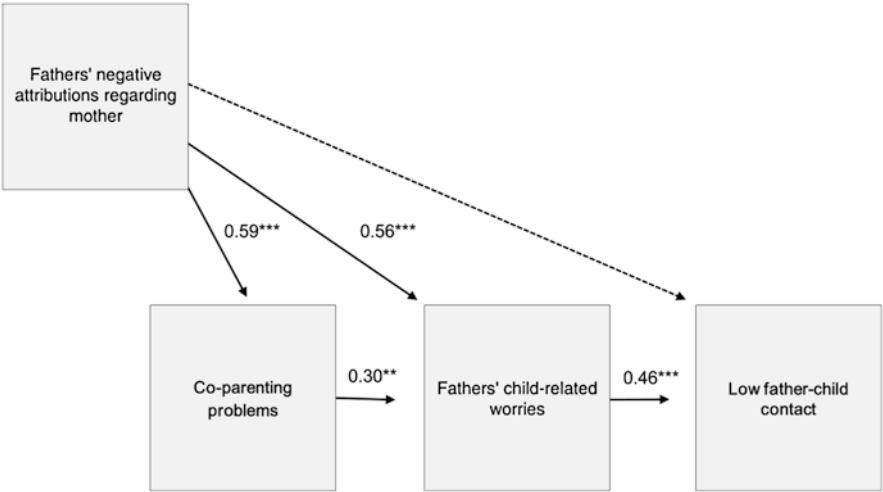 Fathers' negative
attributions regarding
mother
0.59***
0.56***
Co-parenting
problems
0.30**
Fathers' child-related
worries
0.46***
Low father-child
contact